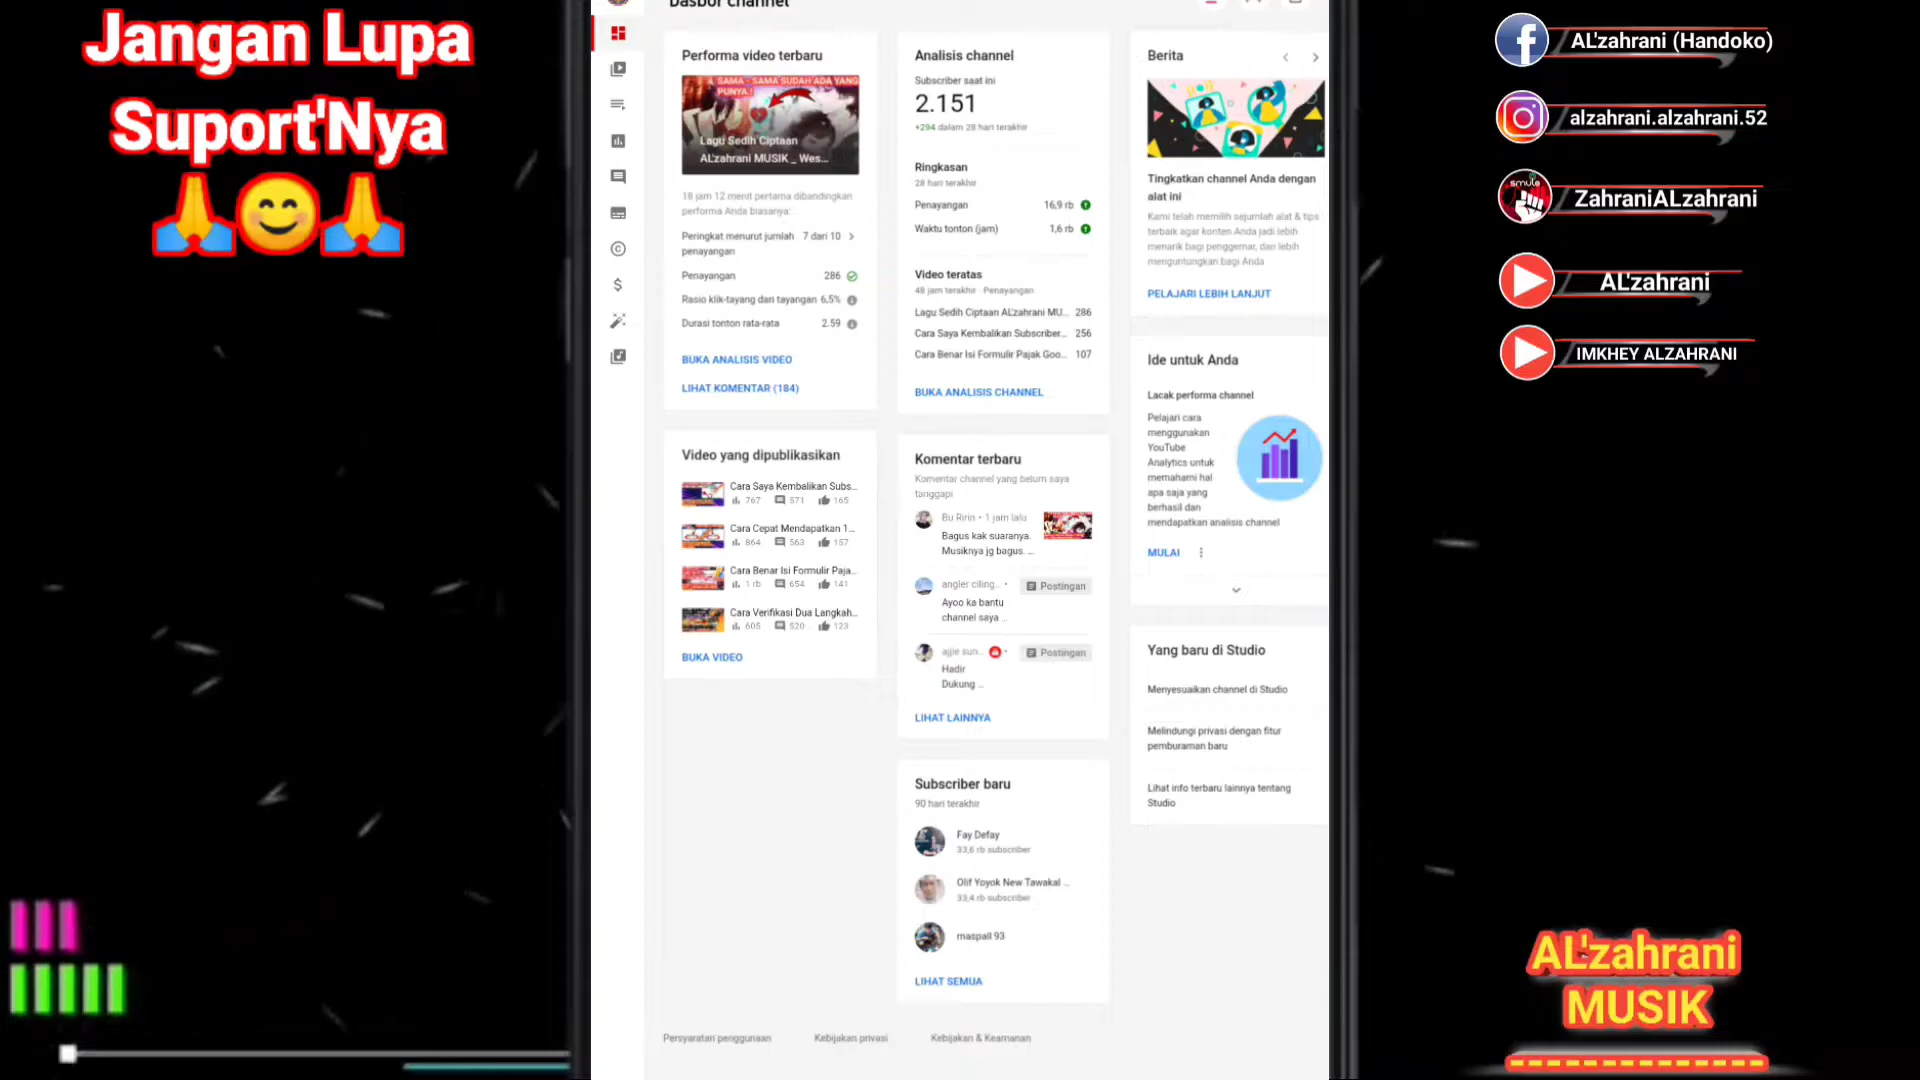 Jangan Lupa
Suport'Nya
Dasbor channel
Performa video terbaru
SAMA - SAMA SUDAH ADA YANG
PUNYA.!
Lagu Sedih Ciptaan
AL'zahrani MUSIK _ Wes...
18 jam 12 menit pertama dibandingkan
performa Anda biasanya:
Peringkat menurut jumlah 7 dari 10
penayangan
Penayangan 286
Rasio klik-tayang dari tayangan 6,5%
Durasi tonton rata-rata 2.59
BUKA ANALISIS VIDEO
LIHAT KOMENTAR (184)
Video yang dipublikasikan
Cara Saya Kembalikan Subs...
767 571 165
Cara Cepat Mendapatkan 1...
864 563 157
Cara Benar Isi Formulir Paja...
1 rb 654 141
Cara Verifikasi Dua Langkah...
605 520 123
BUKA VIDEO
Analisis channel
Subscriber saat ini
2.151
+294 dalam 28 hari terakhir
Ringkasan
28 hari terakhir
Penayangan 16,9 rb
Waktu tonton (jam) 1,6 rb
Video teratas
48 jam terakhir · Penayangan
Lagu Sedih Ciptaan AL'zahrani MU... 286
Cara Saya Kembalikan Subscriber... 256
Cara Benar Isi Formulir Pajak Goo... 107
BUKA ANALISIS CHANNEL
Komentar terbaru
Komentar channel yang belum saya
tanggapi
Bu Ririn • 1 jam lalu
Bagus kak suaranya.
Musiknya jg bagus. ...
angler ciling... • Postingan
Ayoo ka bantu
channel saya ...
ajjie sun... • Postingan
Hadir
Dukung ...
LIHAT LAINNYA
Subscriber baru
90 hari terakhir
Fay Defay
33,6 rb subscriber
Olif Yoyok New Tawakal ...
33,4 rb subscriber
maspall 93
LIHAT SEMUA
Berita
Tingkatkan channel Anda dengan
alat ini
Kami telah memilih sejumlah alat & tips
terbaik agar konten Anda jadi lebih
menarik bagi penggemar, dan lebih
menguntungkan bagi Anda
PELAJARI LEBIH LANJUT
Ide untuk Anda
Lacak performa channel
Pelajari cara
menggunakan
YouTube
Analytics untuk
memahami hal
apa saja yang
berhasil dan
mendapatkan analisis channel
MULAI
Yang baru di Studio
Menyesuaikan channel di Studio
Melindungi privasi dengan fitur
pemburaman baru
Lihat info terbaru lainnya tentang
Studio
Persyaratan penggunaan Kebijakan privasi Kebijakan & Keamanan
AL'zahrani (Handoko)
alzahrani.alzahrani.52
smule
ZahraniALzahrani
AL'zahrani
IMKHEY ALZAHRANI
AL'zahrani
MUSIK